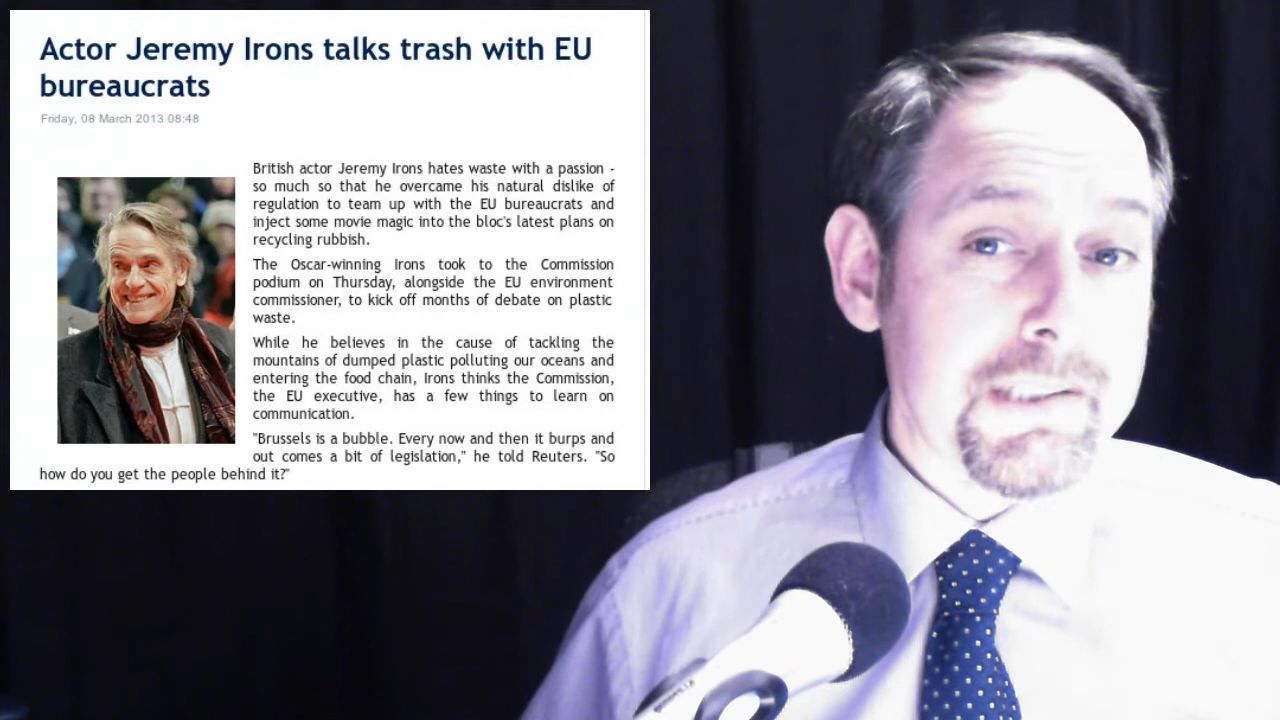 Actor Jeremy Irons talks trash with EU
bureaucrats
Friday, 08 March 2013 08:48
British actor Jeremy Irons hates waste with a passion -
so much so that he overcame his natural dislike of
regulation to team up with the EU bureaucrats and
inject some movie magic into the bloc's latest plans on
recycling rubbish.
The Oscar-winning Irons took to the Commission
podium on Thursday, alongside the EU environment
commissioner, to kick off months of debate on plastic
waste.
While he believes in the cause of tackling the
mountains of dumped plastic polluting our oceans and
entering the food chain, Irons thinks the Commission,
the EU executive, has a few things to learn on
communication.
"Brussels is a bubble. Every now and then it burps and
out comes a bit of legislation," he told Reuters. "So
how do you get the people behind it?"